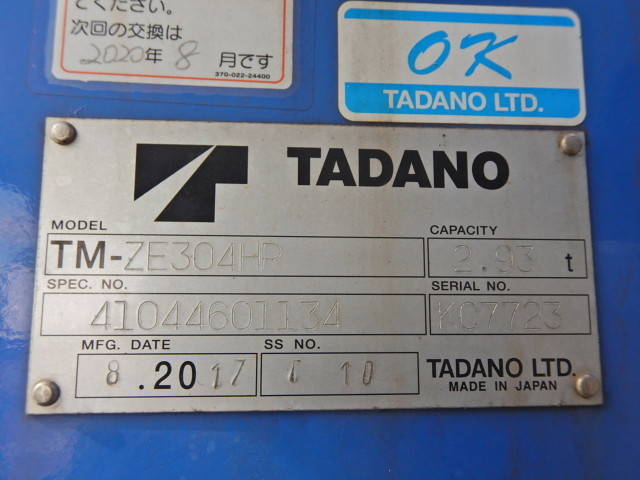 てください。
次回の交換は
2020年 8 月です
370-022-24400
OK
TADANO LTD.
TADANO
MODEL
TM-ZE304HR
CAPACITY
2.93 t
SPEC. NO.
41044601134
SERIAL NO.
KC7723
MFG. DATE
8 .2017
SS NO.
10
TADANO LTD.
MADE IN JAPAN